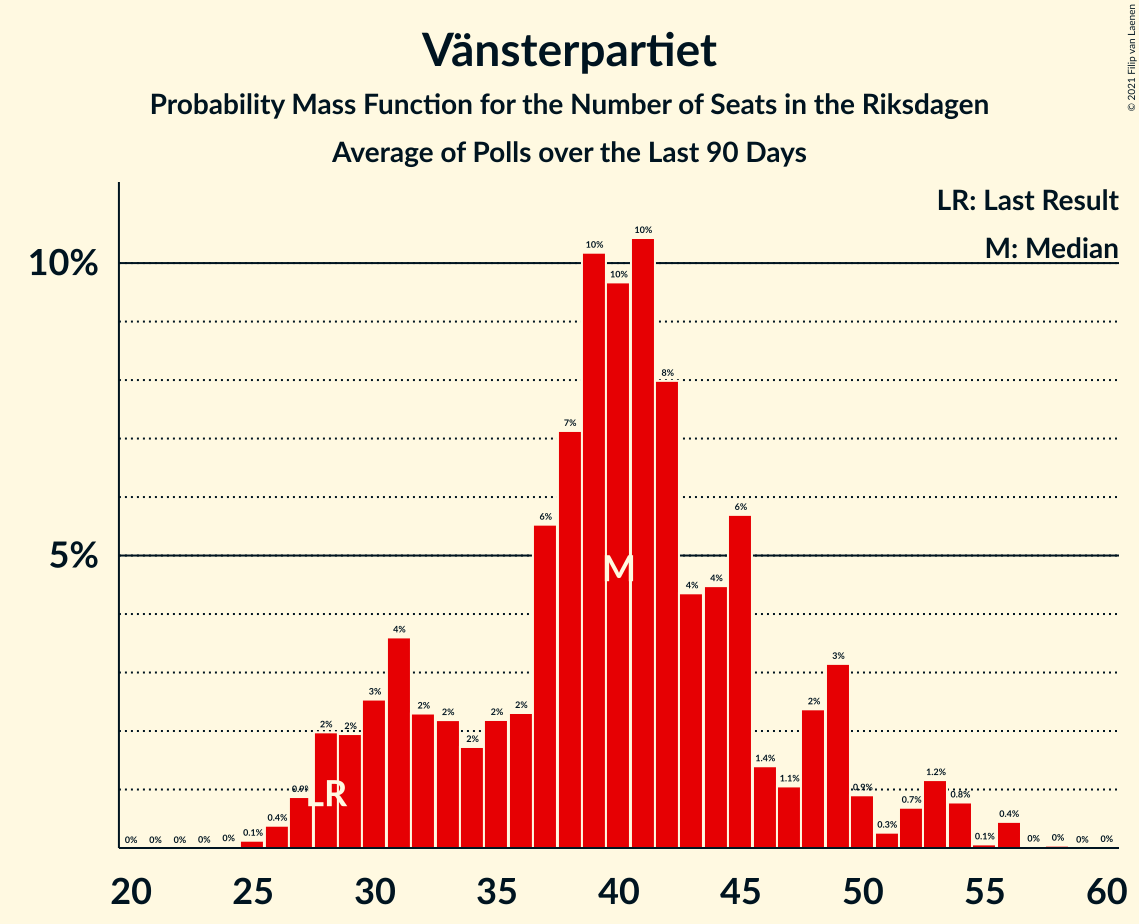 © 2021 Filip van Laenen
Vänsterpartiet
Probability Mass Function for the Number of Seats in the Riksdagen
Average of Polls over the Last 90 Days
LR: Last Result
M: Median
10%
5%
0% 0% 0% 0% 0% 0.1% 0.4% 0.9% 2% 2% 3% 4% 2% 2% 2% 2% 2% 6% 7% 10% 10% 10% 8% 4% 4% 6% 1.4% 1.1% 2% 3% 0.9% 0.3% 0.7% 1.2% 0.8% 0.1% 0.4% 0% 0% 0% 0%
M
LR
20 25 30 35 40 45 50 55 60